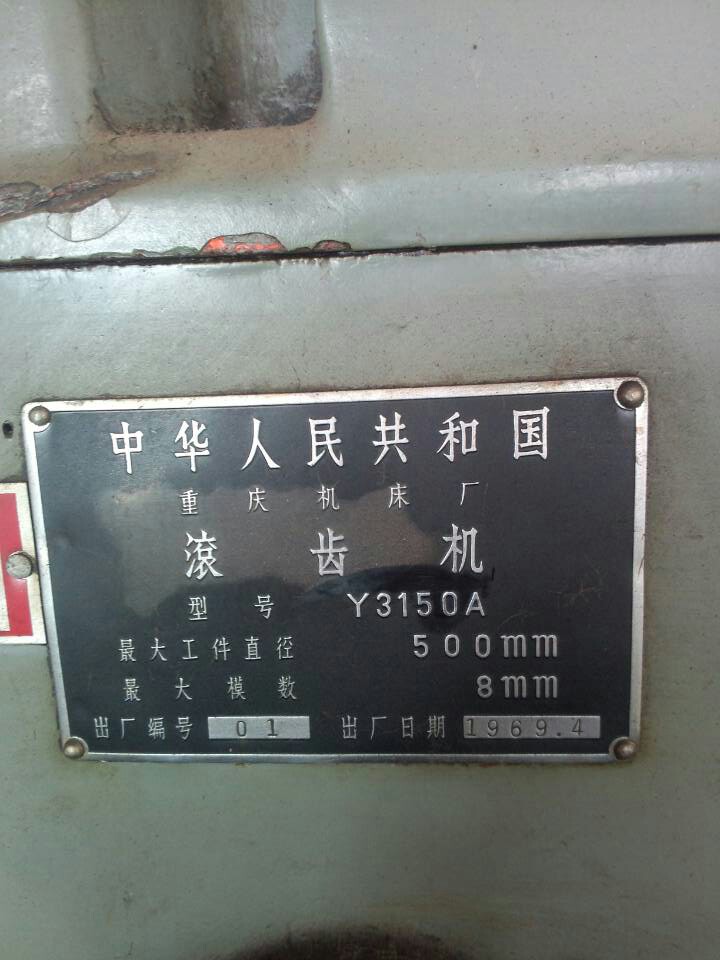 中华人民共和国
重庆机床厂
滚齿机
型号 Y3150A
最大工件直径 500mm
最大模数 8mm
出厂编号 01 出厂日期 1969.4